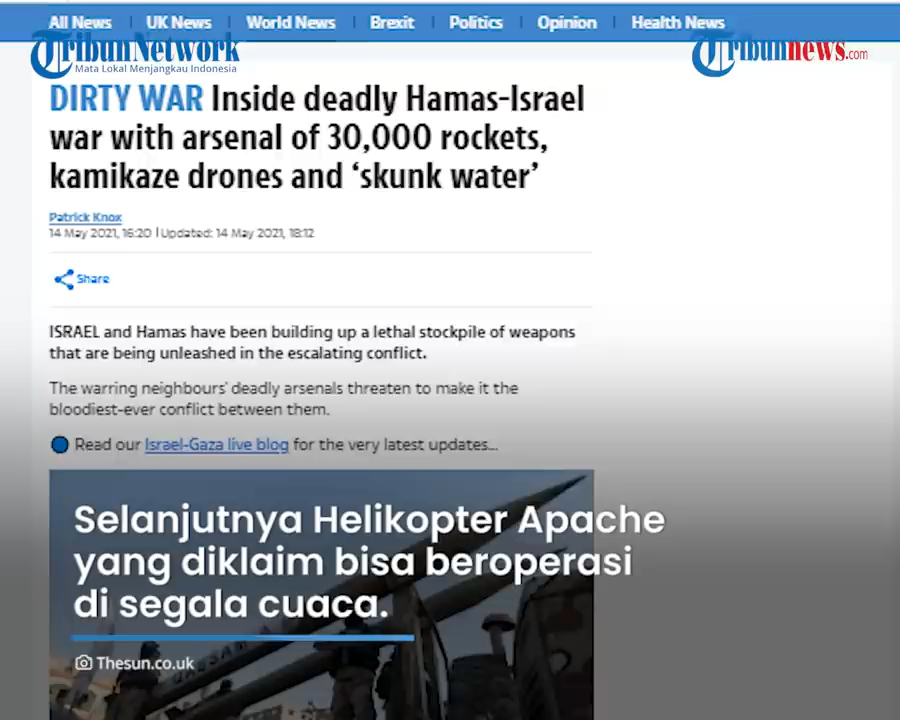 All News | UK News | World News | Brexit | Politics | Opinion | Health News
Tribun Network
Mata Lokal Menjangkau Indonesia
Tribunnews.com
DIRTY WAR Inside deadly Hamas-Israel
war with arsenal of 30,000 rockets,
kamikaze drones and ‘skunk water’
Patrick Knox
14 May 2021, 16:20 | Updated: 14 May 2021, 18:12
Share
ISRAEL and Hamas have been building up a lethal stockpile of weapons
that are being unleashed in the escalating conflict.
The warring neighbours' deadly arsenals threaten to make it the
bloodiest-ever conflict between them.
Read our Israel-Gaza live blog for the very latest updates...
Selanjutnya Helikopter Apache
yang diklaim bisa beroperasi
di segala cuaca.
Thesun.co.uk